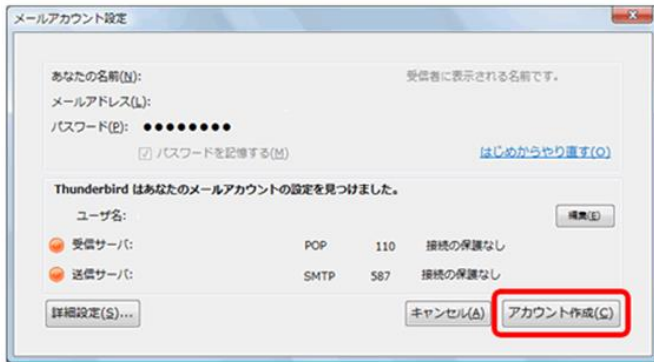 メールアカウント設定
あなたの名前(N): 受信者に表示される名前です。
メールアドレス(L):
パスワード(P): ●●●●●●●●
パスワードを記憶する(M) はじめからやり直す(O)
Thunderbird はあなたのメールアカウントの設定を見つけました。
ユーザ名: 編集(E)
受信サーバ: POP 110 接続の保護なし
送信サーバ: SMTP 587 接続の保護なし
詳細設定(S)... キャンセル(A) アカウント作成(C)